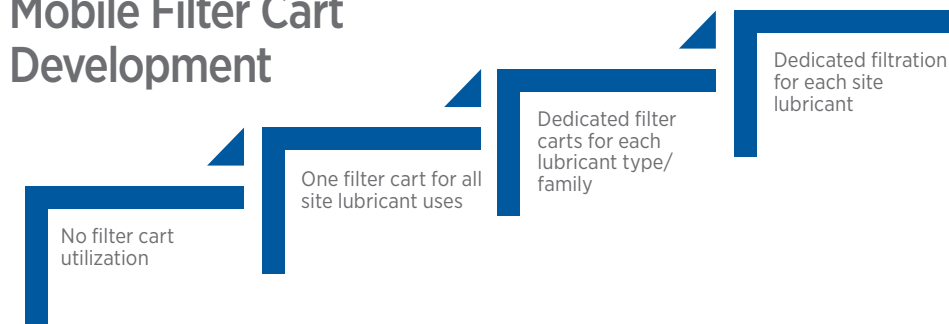 Mobile Filter Cart
Development
No filter cart
utilization
One filter cart for all
site lubricant uses
Dedicated filter
carts for each
lubricant type/
family
Dedicated filtration
for each site
lubricant